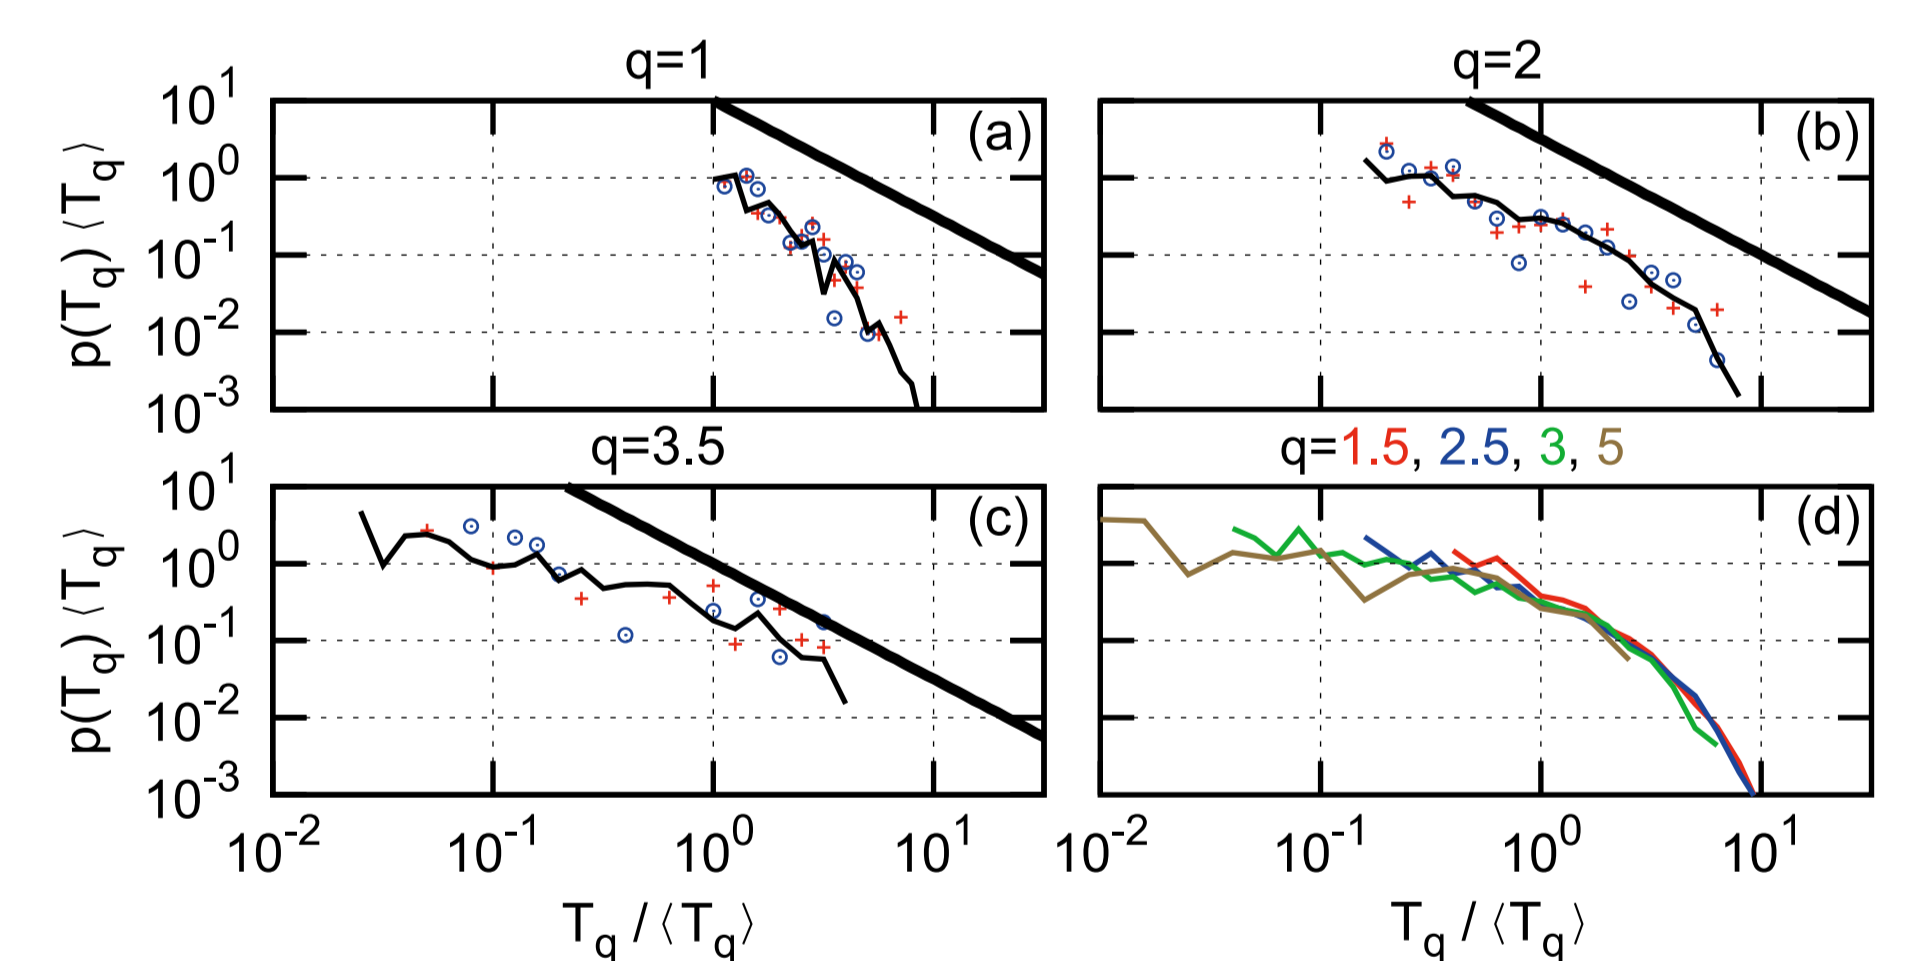 q=1
q=2
10^1
10^0
10^-1
10^-2
10^-3
p(T_q) ⟨T_q⟩
(a)
(b)
q=3.5
q=1.5, 2.5, 3, 5
10^1
10^0
10^-1
10^-2
10^-3
p(T_q) ⟨T_q⟩
(c)
(d)
10^-2 10^-1 10^0 10^1
10^-2 10^-1 10^0 10^1
T_q / ⟨T_q⟩
T_q / ⟨T_q⟩